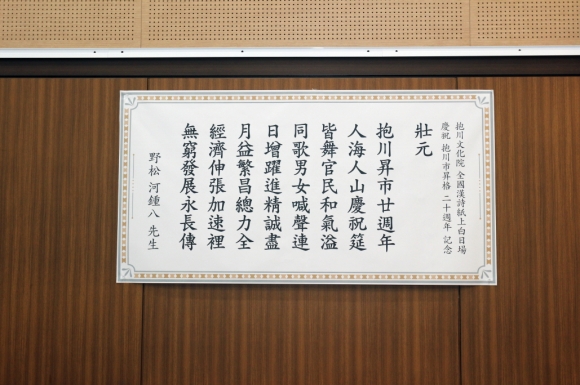 抱川文化院 全國漢詩紙上白日場
慶祝 抱川市昇格 二十週年 記念
壯元
抱川昇市廿週年
人海人山慶祝筵
皆舞官民和氣溢
同歌男女喊聲連
日增躍進精誠盡
月益繁昌總力全
經濟伸張加速裡
無窮發展永長傳
野松 河鍾八 先生